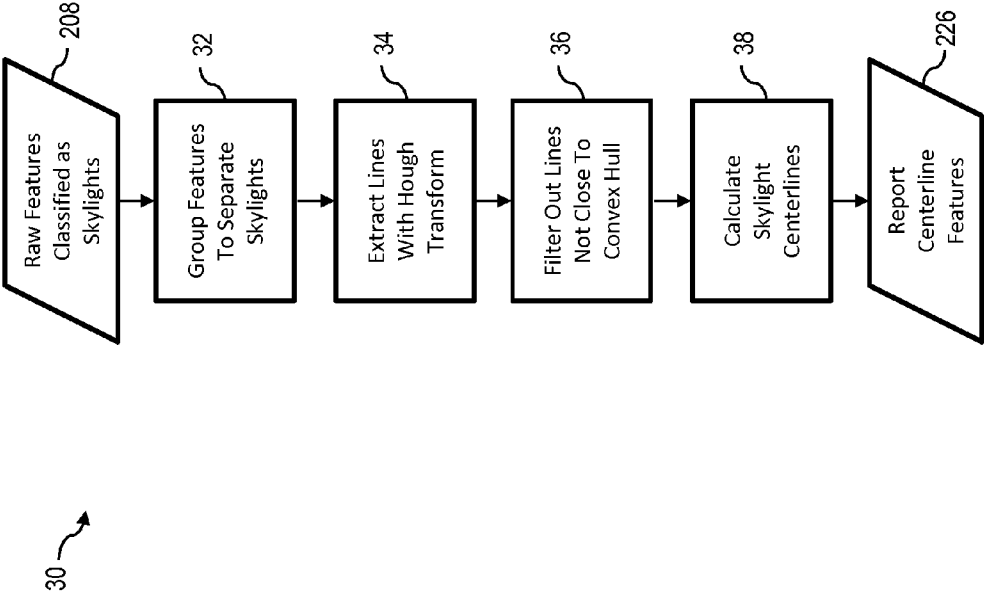 208
Raw Features
Classified as
Skylights
32
Group Features
To Separate
Skylights
34
Extract Lines
With Hough
Transform
36
Filter Out Lines
Not Close To
Convex Hull
38
Calculate
Skylight
Centerlines
226
Report
Centerline
Features
30